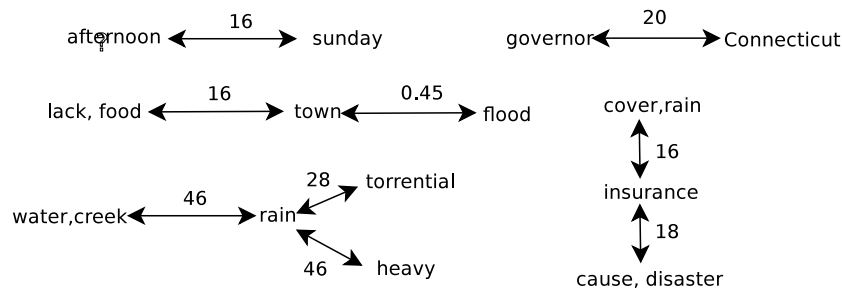 afternoon 16 sunday
governor 20 Connecticut
lack, food 16 town 0.45 flood
cover,rain
16
insurance
18
cause, disaster
water,creek 46 rain
28 torrential
46 heavy